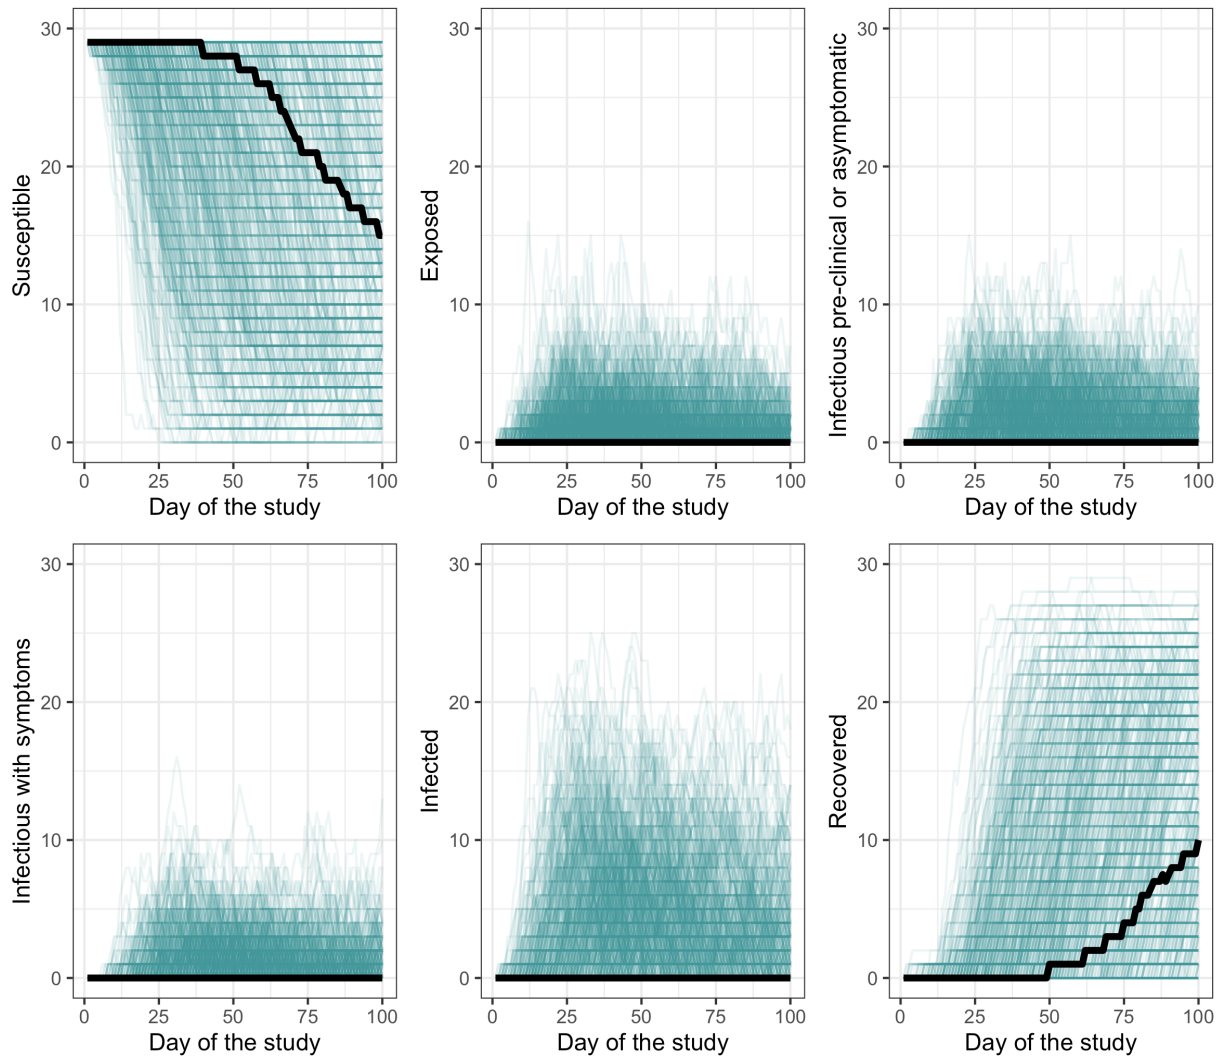 30
20
10
0
Susceptible
0 25 50 75 100
Day of the study
30
20
10
0
Exposed
0 25 50 75 100
Day of the study
30
20
10
0
Infectious pre-clinical or asymptomatic
0 25 50 75 100
Day of the study
30
20
10
0
Infectious with symptoms
0 25 50 75 100
Day of the study
30
20
10
0
Infected
0 25 50 75 100
Day of the study
30
20
10
0
Recovered
0 25 50 75 100
Day of the study